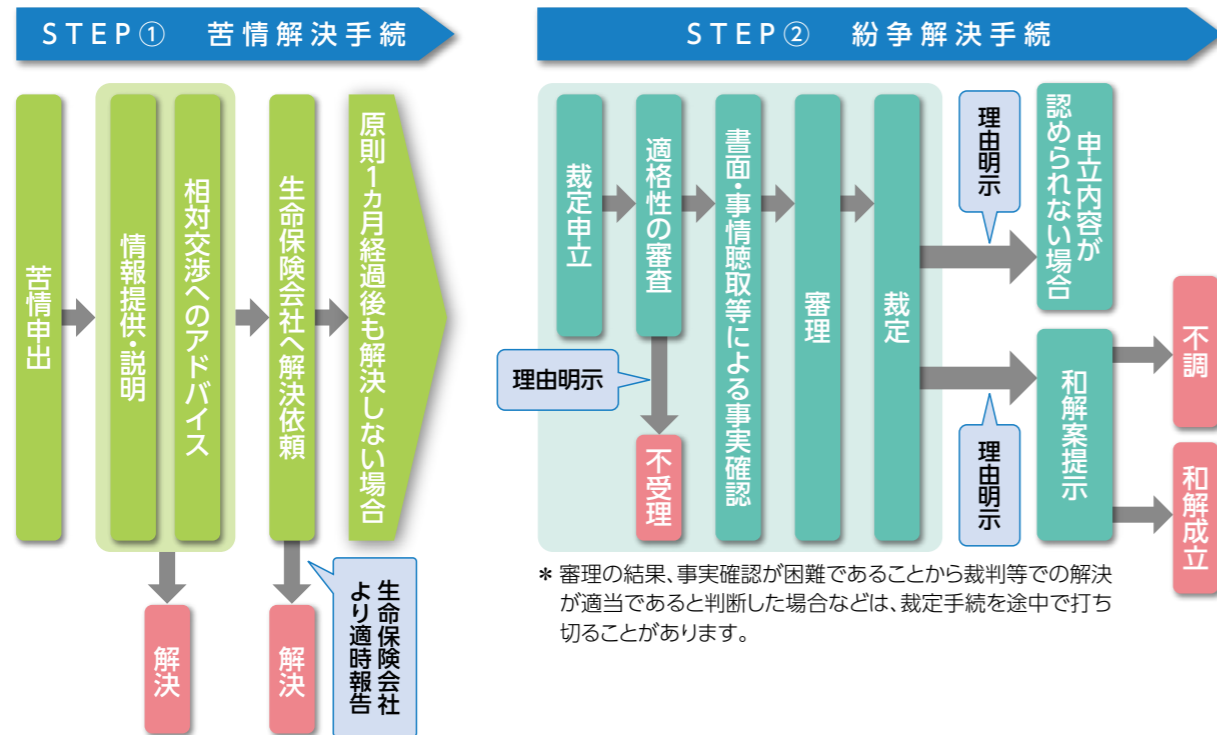 STEP① 苦情解決手続
苦情申出
情報提供・説明
相対交渉へのアドバイス
解決
生命保険会社へ解決依頼
解決
生命保険会社
より適時報告
原則1カ月経過後も解決しない場合
STEP② 紛争解決手続
裁定申立
適格性の審査
理由明示
不受理
書面・事情聴取等による事実確認
審理
裁定
理由明示
申立内容が
認められない場合
理由明示
和解案提示
不調
和解成立
＊ 審理の結果、事実確認が困難であることから裁判等での解決
が適当であると判断した場合などは、裁定手続を途中で打ち
切ることがあります。